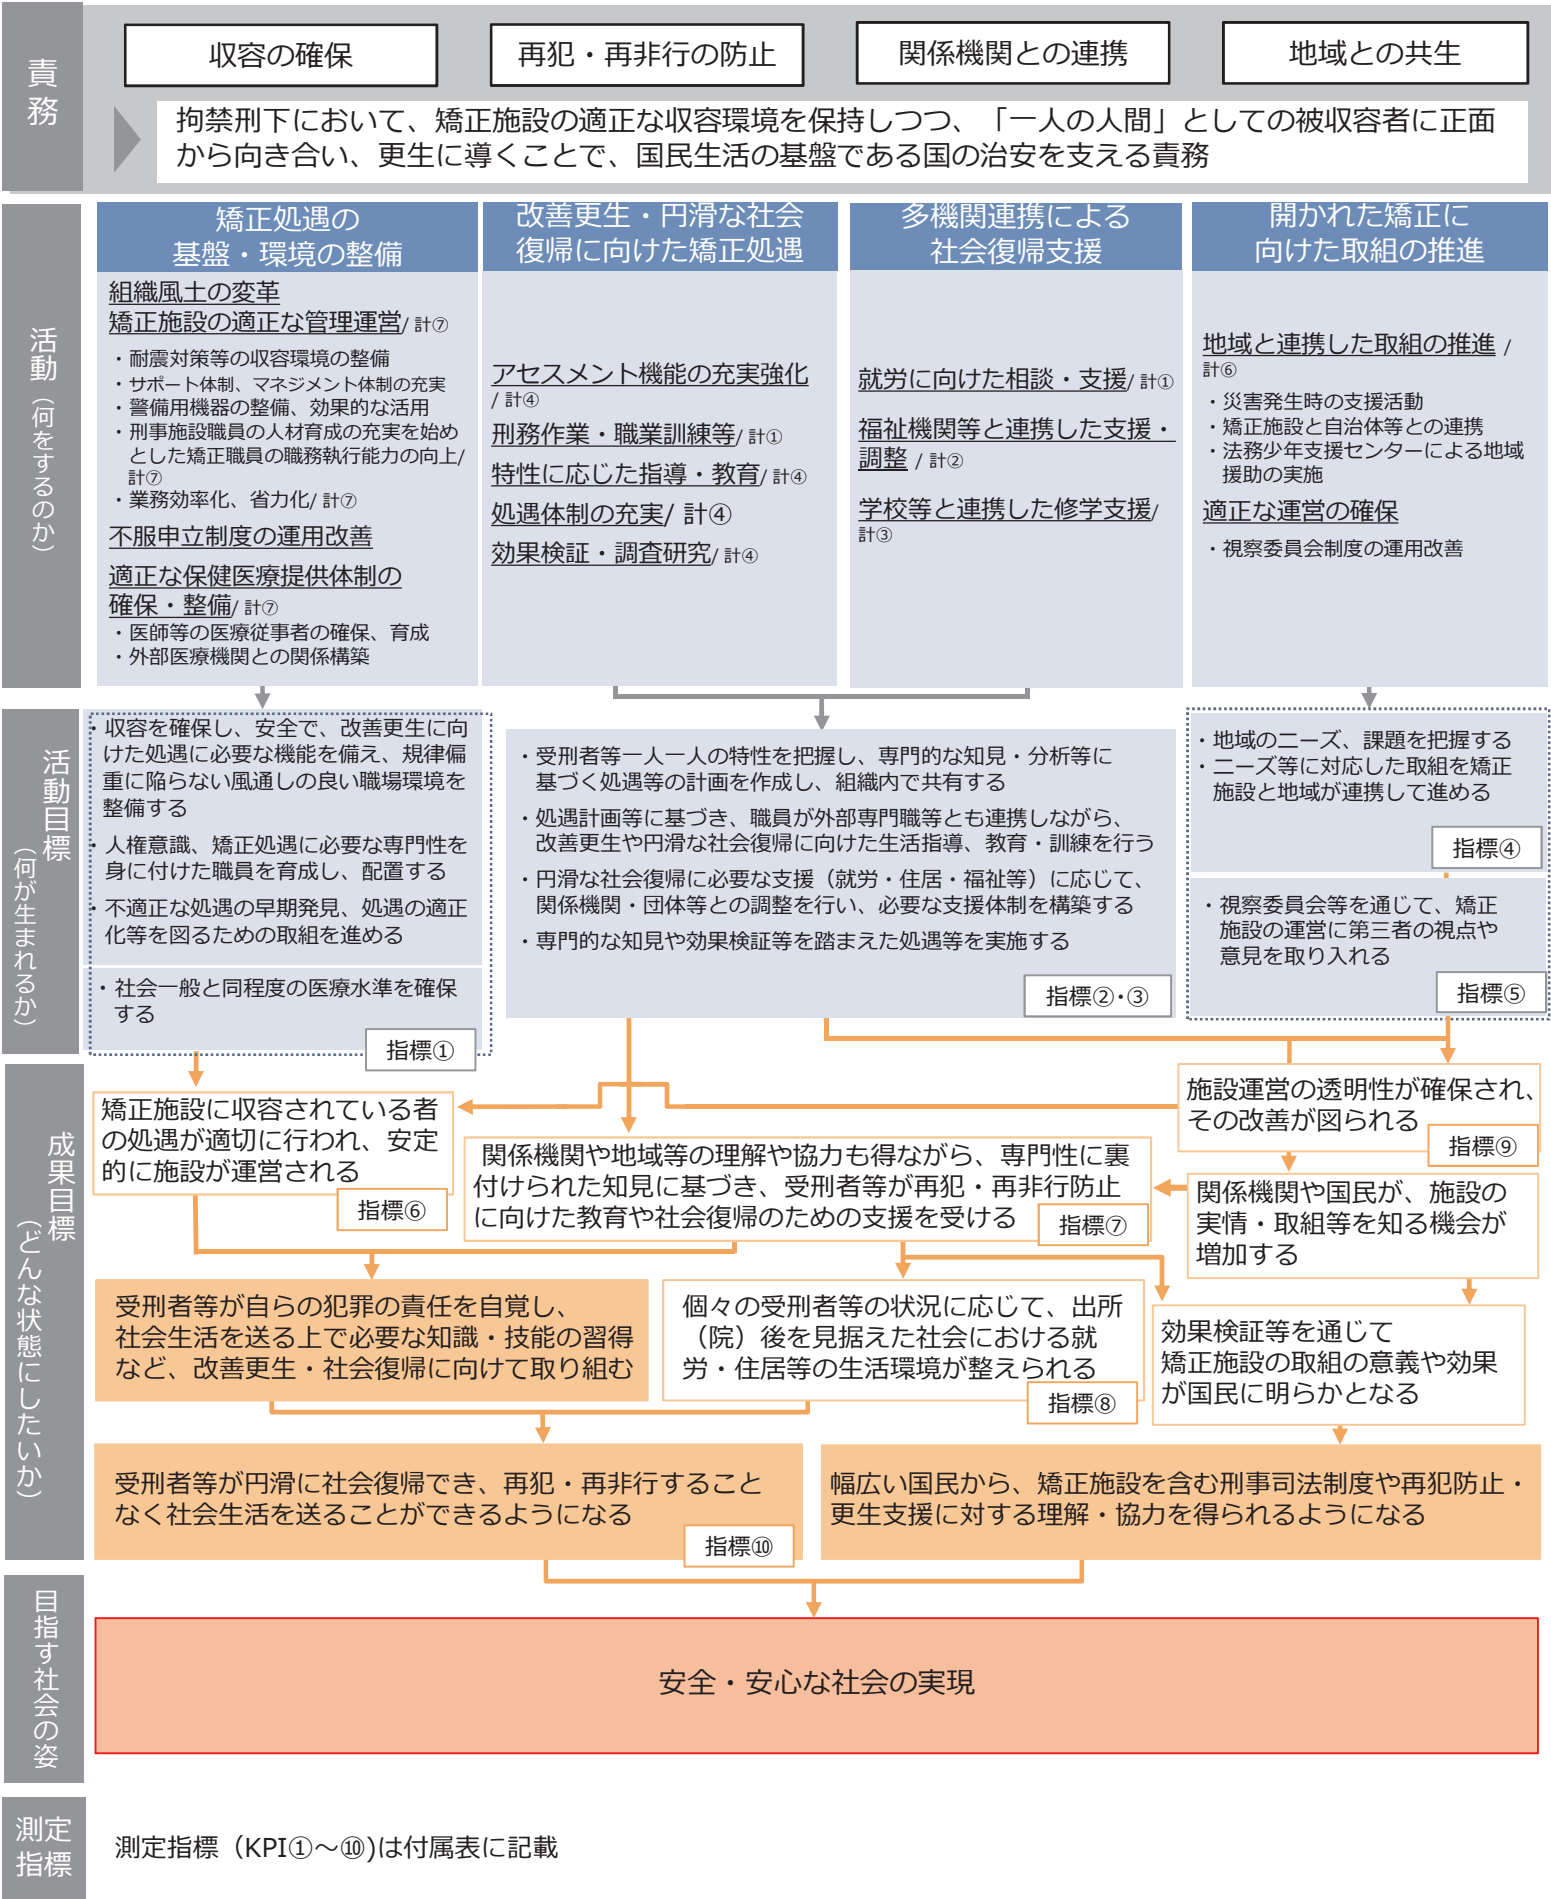 責務
収容の確保
再犯・再非行の防止
関係機関との連携
地域との共生
拘禁刑下において、矯正施設の適正な収容環境を保持しつつ、「一人の人間」としての被収容者に正面
から向き合い、更生に導くことで、国民生活の基盤である国の治安を支える責務
活動（何をするのか）
矯正処遇の
基盤・環境の整備
組織風土の変革
矯正施設の適正な管理運営/ 計⑦
・耐震対策等の収容環境の整備
・サポート体制、マネジメント体制の充実
・警備用機器の整備、効果的な活用
・刑事施設職員の人材育成の充実を始め
とした矯正職員の職務執行能力の向上/
計⑦
・業務効率化、省力化/ 計⑦
不服申立制度の運用改善
適正な保健医療提供体制の
確保・整備/ 計⑦
・医師等の医療従事者の確保、育成
・外部医療機関との関係構築
改善更生・円滑な社会
復帰に向けた矯正処遇
アセスメント機能の充実強化
/ 計④
刑務作業・職業訓練等/ 計①
特性に応じた指導・教育/ 計④
処遇体制の充実/ 計④
効果検証・調査研究/ 計④
多機関連携による
社会復帰支援
就労に向けた相談・支援/ 計①
福祉機関等と連携した支援・
調整 / 計②
学校等と連携した修学支援/
計③
開かれた矯正に
向けた取組の推進
地域と連携した取組の推進 /
計⑥
・災害発生時の支援活動
・矯正施設と自治体等との連携
・法務少年支援センターによる地域
援助の実施
適正な運営の確保
・視察委員会制度の運用改善
活動目標
（何が生まれるか）
・収容を確保し、安全で、改善更生に向
けた処遇に必要な機能を備え、規律偏
重に陥らない風通しの良い職場環境を
整備する
・人権意識、矯正処遇に必要な専門性を
身に付けた職員を育成し、配置する
・不適正な処遇の早期発見、処遇の適正
化等を図るための取組を進める
・社会一般と同程度の医療水準を確保
する
指標①
・受刑者等一人一人の特性を把握し、専門的な知見・分析等に
基づく処遇等の計画を作成し、組織内で共有する
・処遇計画等に基づき、職員が外部専門職等とも連携しながら、
改善更生や円滑な社会復帰に向けた生活指導、教育・訓練を行う
・円滑な社会復帰に必要な支援（就労・住居・福祉等）に応じて、
関係機関・団体等との調整を行い、必要な支援体制を構築する
・専門的な知見や効果検証等を踏まえた処遇等を実施する
指標②・③
・地域のニーズ、課題を把握する
・ニーズ等に対応した取組を矯正
施設と地域が連携して進める
指標④
・視察委員会等を通じて、矯正
施設の運営に第三者の視点や
意見を取り入れる
指標⑤
成果目標
（どんな状態にしたいか）
矯正施設に収容されている者
の処遇が適切に行われ、安定
的に施設が運営される
指標⑥
関係機関や地域等の理解や協力も得ながら、専門性に裏
付けられた知見に基づき、受刑者等が再犯・再非行防止
に向けた教育や社会復帰のための支援を受ける
指標⑦
施設運営の透明性が確保され、
その改善が図られる
指標⑨
関係機関や国民が、施設の
実情・取組等を知る機会が
増加する
受刑者等が自らの犯罪の責任を自覚し、
社会生活を送る上で必要な知識・技能の習得
など、改善更生・社会復帰に向けて取り組む
個々の受刑者等の状況に応じて、出所
（院）後を見据えた社会における就
労・住居等の生活環境が整えられる
指標⑧
効果検証等を通じて
矯正施設の取組の意義や効果
が国民に明らかとなる
受刑者等が円滑に社会復帰でき、再犯・再非行すること
なく社会生活を送ることができるようになる
指標⑩
幅広い国民から、矯正施設を含む刑事司法制度や再犯防止・
更生支援に対する理解・協力を得られるようになる
目指す社会の姿
安全・安心な社会の実現
測定
指標
測定指標（KPI①～⑩)は付属表に記載